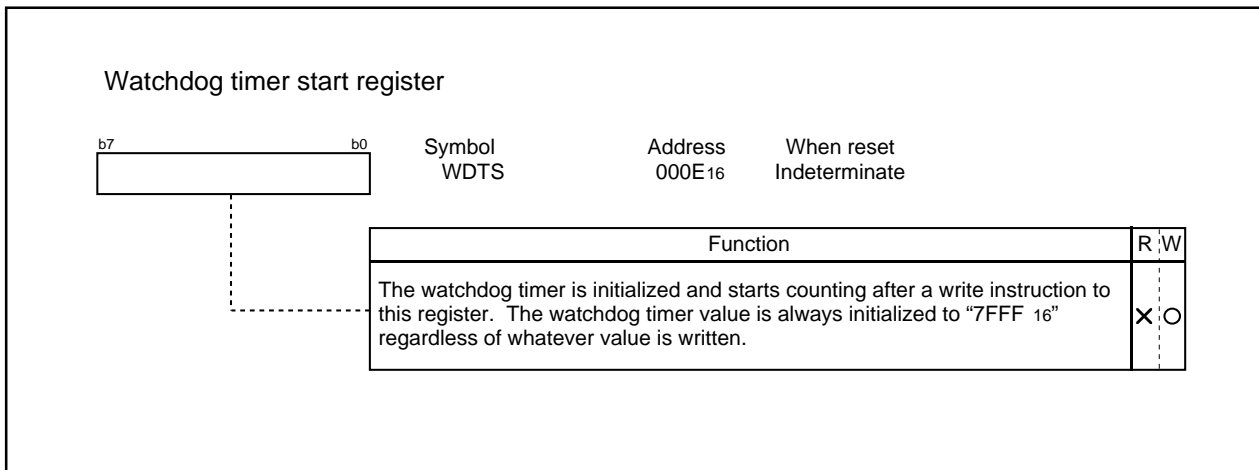 Watchdog timer start register
b7 b0 Symbol Address When reset
WDTS 000E16 Indeterminate
Function R W
The watchdog timer is initialized and starts counting after a write instruction to
this register. The watchdog timer value is always initialized to “7FFF 16”
regardless of whatever value is written.